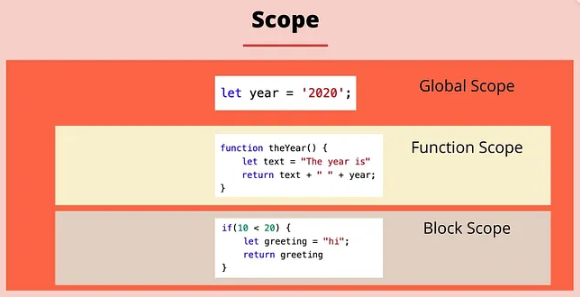 Scope
let year = '2020';
Global Scope
function theYear() {
let text = "The year is"
return text + " " + year;
}
Function Scope
if(10 < 20) {
let greeting = "hi";
return greeting
}
Block Scope